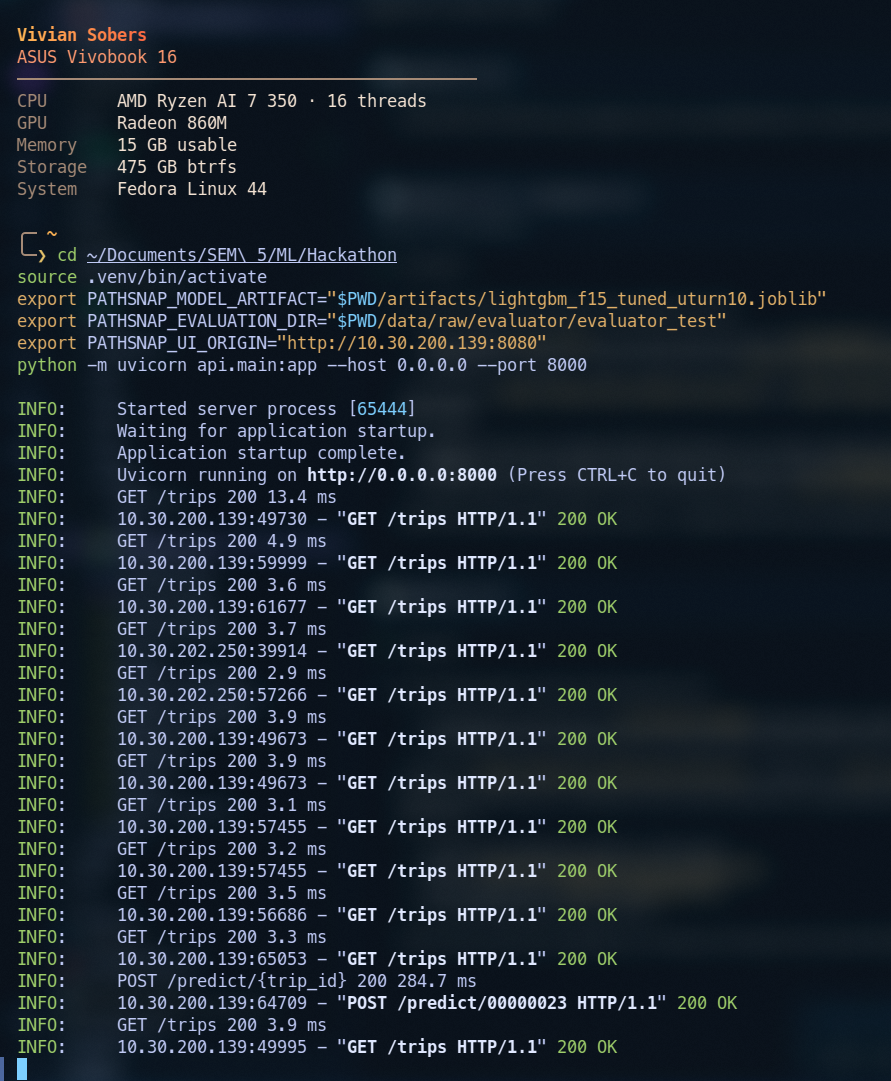 Vivian Sobers
ASUS Vivobook 16
CPU AMD Ryzen AI 7 350 · 16 threads
GPU Radeon 860M
Memory 15 GB usable
Storage 475 GB btrfs
System Fedora Linux 44
~
❯ cd ~/Documents/SEM\ 5/ML/Hackathon
source .venv/bin/activate
export PATHSNAP_MODEL_ARTIFACT="$PWD/artifacts/lightgbm_f15_tuned_uturn10.joblib"
export PATHSNAP_EVALUATION_DIR="$PWD/data/raw/evaluator/evaluator_test"
export PATHSNAP_UI_ORIGIN="http://10.30.200.139:8080"
python -m uvicorn api.main:app --host 0.0.0.0 --port 8000
INFO: Started server process [65444]
INFO: Waiting for application startup.
INFO: Application startup complete.
INFO: Uvicorn running on http://0.0.0.0:8000 (Press CTRL+C to quit)
INFO: GET /trips 200 13.4 ms
INFO: 10.30.200.139:49730 - "GET /trips HTTP/1.1" 200 OK
INFO: GET /trips 200 4.9 ms
INFO: 10.30.200.139:59999 - "GET /trips HTTP/1.1" 200 OK
INFO: GET /trips 200 3.6 ms
INFO: 10.30.200.139:61677 - "GET /trips HTTP/1.1" 200 OK
INFO: GET /trips 200 3.7 ms
INFO: 10.30.202.250:39914 - "GET /trips HTTP/1.1" 200 OK
INFO: GET /trips 200 2.9 ms
INFO: 10.30.202.250:57266 - "GET /trips HTTP/1.1" 200 OK
INFO: GET /trips 200 3.9 ms
INFO: 10.30.200.139:49673 - "GET /trips HTTP/1.1" 200 OK
INFO: GET /trips 200 3.9 ms
INFO: 10.30.200.139:49673 - "GET /trips HTTP/1.1" 200 OK
INFO: GET /trips 200 3.1 ms
INFO: 10.30.200.139:57455 - "GET /trips HTTP/1.1" 200 OK
INFO: GET /trips 200 3.2 ms
INFO: 10.30.200.139:57455 - "GET /trips HTTP/1.1" 200 OK
INFO: GET /trips 200 3.5 ms
INFO: 10.30.200.139:56686 - "GET /trips HTTP/1.1" 200 OK
INFO: GET /trips 200 3.3 ms
INFO: 10.30.200.139:65053 - "GET /trips HTTP/1.1" 200 OK
INFO: POST /predict/{trip_id} 200 284.7 ms
INFO: 10.30.200.139:64709 - "POST /predict/00000023 HTTP/1.1" 200 OK
INFO: GET /trips 200 3.9 ms
INFO: 10.30.200.139:49995 - "GET /trips HTTP/1.1" 200 OK